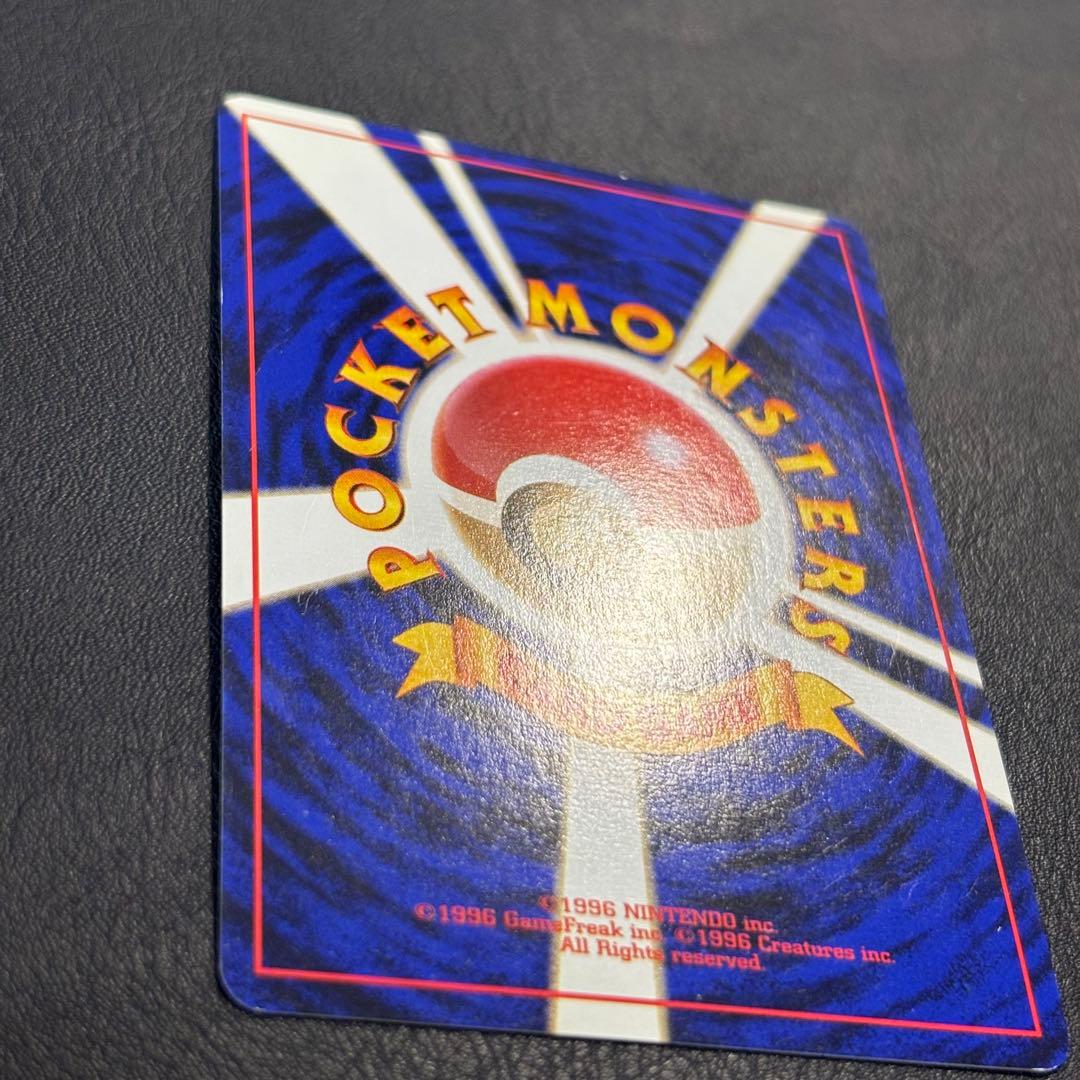 POCKET MONSTERS
©1996 NINTENDO inc.
©1996 GameFreak inc. ©1996 Creatures inc.
All Rights reserved.